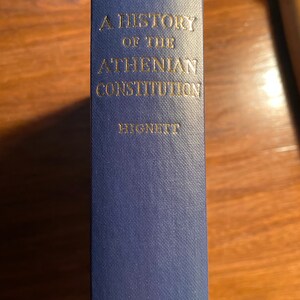 A HISTORY
OF THE
ATHENIAN
CONSTITUTION
HIGNETT